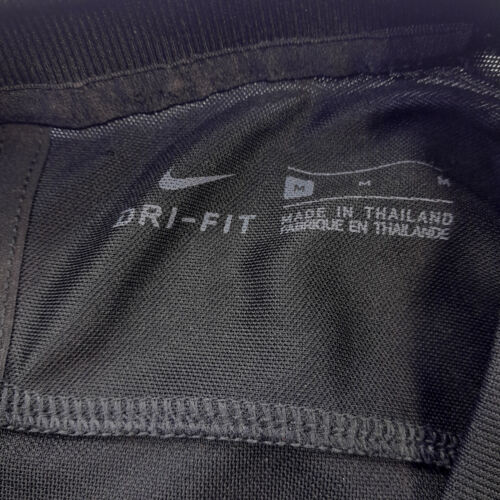 DRI-FIT
M M M
MADE IN THAILAND
FABRIQUE EN THAILANDE